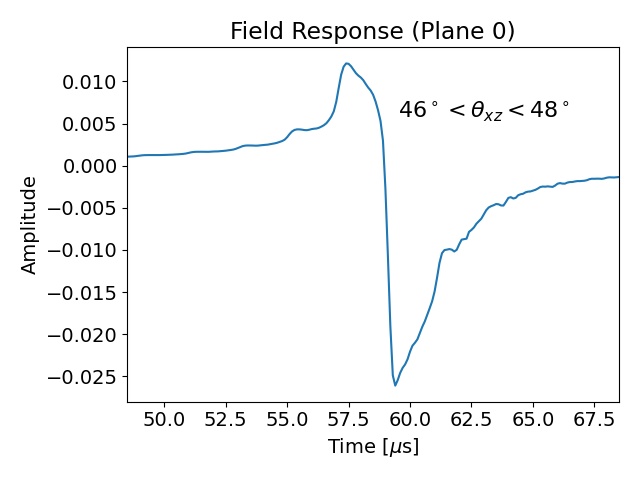 Field Response (Plane 0)
46° < θxz < 48°
Amplitude
0.010
0.005
0.000
−0.005
−0.010
−0.015
−0.020
−0.025
50.0 52.5 55.0 57.5 60.0 62.5 65.0 67.5
Time [μs]